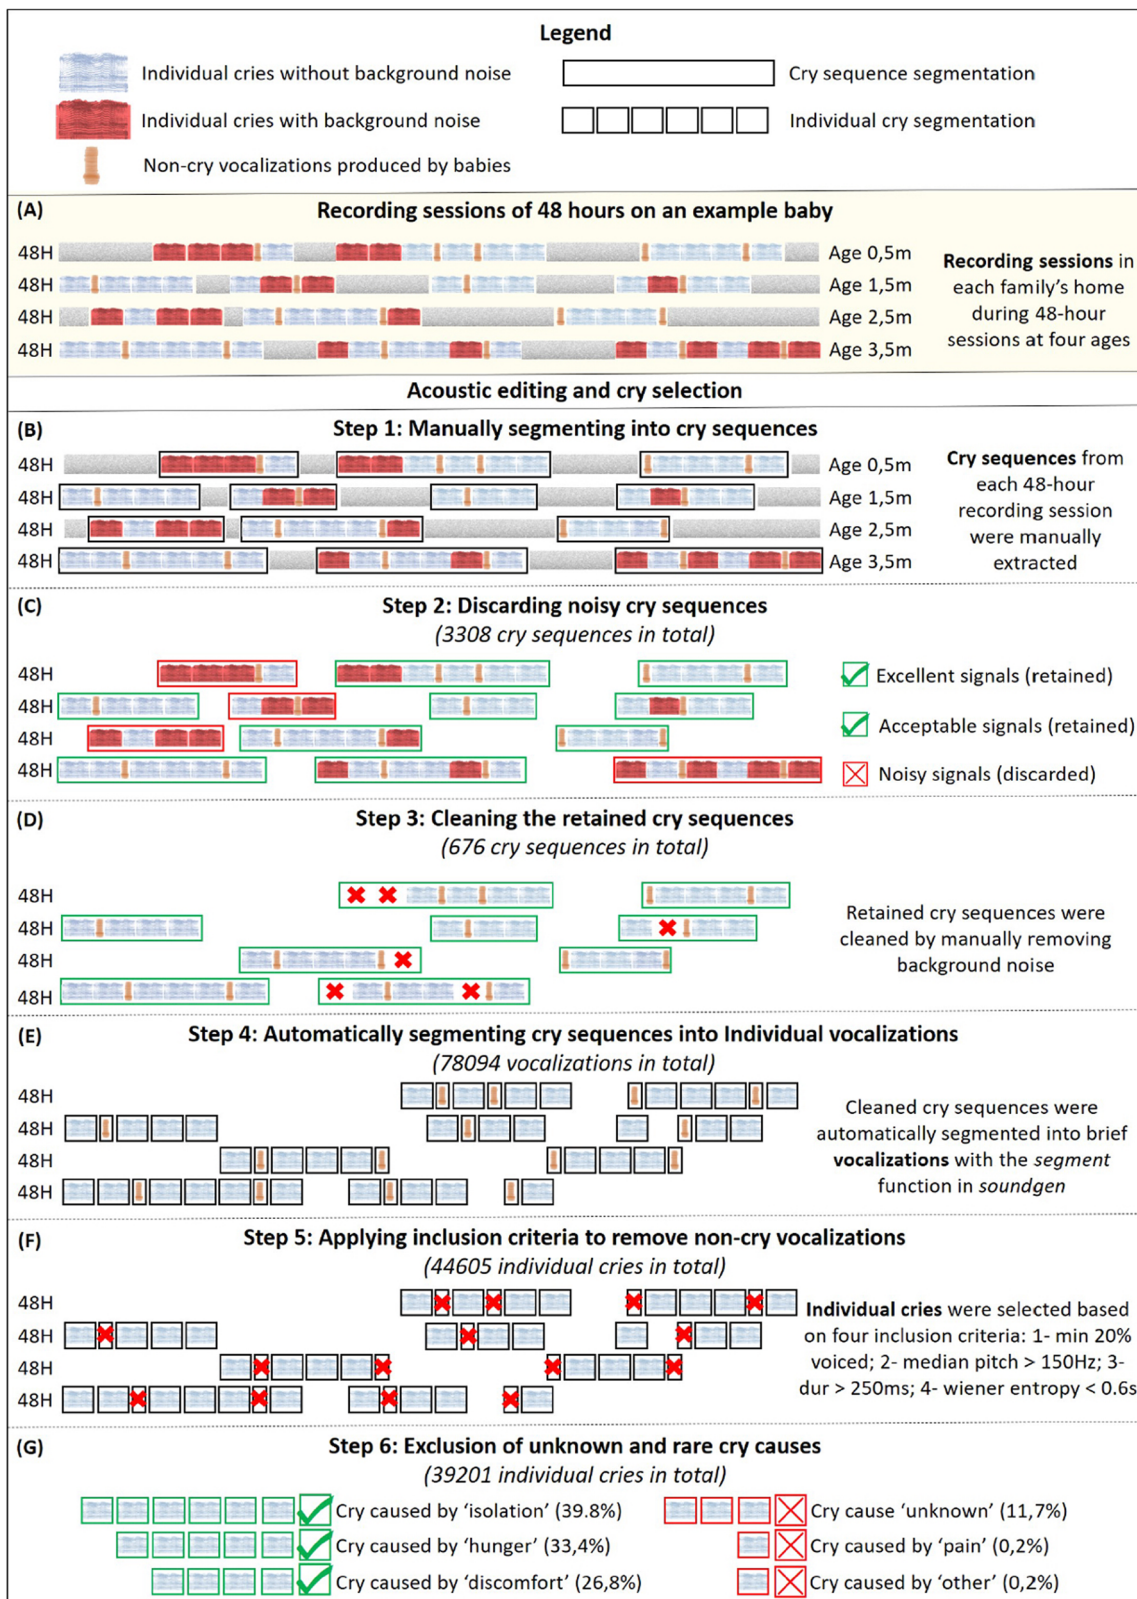 Legend
Individual cries without background noise
Cry sequence segmentation
Individual cries with background noise
Individual cry segmentation
Non-cry vocalizations produced by babies
(A)
Recording sessions of 48 hours on an example baby
48H
Age 0,5m
48H
Age 1,5m
48H
Age 2,5m
48H
Age 3,5m
Recording sessions in
each family's home
during 48-hour
sessions at four ages
Acoustic editing and cry selection
(B)
Step 1: Manually segmenting into cry sequences
48H
Age 0,5m
48H
Age 1,5m
48H
Age 2,5m
48H
Age 3,5m
Cry sequences from
each 48-hour
recording session
were manually
extracted
(C)
Step 2: Discarding noisy cry sequences
(3308 cry sequences in total)
48H
48H
48H
48H
Excellent signals (retained)
Acceptable signals (retained)
Noisy signals (discarded)
(D)
Step 3: Cleaning the retained cry sequences
(676 cry sequences in total)
48H
48H
48H
48H
Retained cry sequences were
cleaned by manually removing
background noise
(E)
Step 4: Automatically segmenting cry sequences into Individual vocalizations
(78094 vocalizations in total)
48H
48H
48H
48H
Cleaned cry sequences were
automatically segmented into brief
vocalizations with the segment
function in soundgen
(F)
Step 5: Applying inclusion criteria to remove non-cry vocalizations
(44605 individual cries in total)
48H
48H
48H
48H
Individual cries were selected based
on four inclusion criteria: 1- min 20%
voiced; 2- median pitch > 150Hz; 3-
dur > 250ms; 4- wiener entropy < 0.6s
(G)
Step 6: Exclusion of unknown and rare cry causes
(39201 individual cries in total)
Cry caused by 'isolation' (39.8%)
Cry cause 'unknown' (11,7%)
Cry caused by 'hunger' (33,4%)
Cry caused by 'pain' (0,2%)
Cry caused by 'discomfort' (26,8%)
Cry caused by 'other' (0,2%)